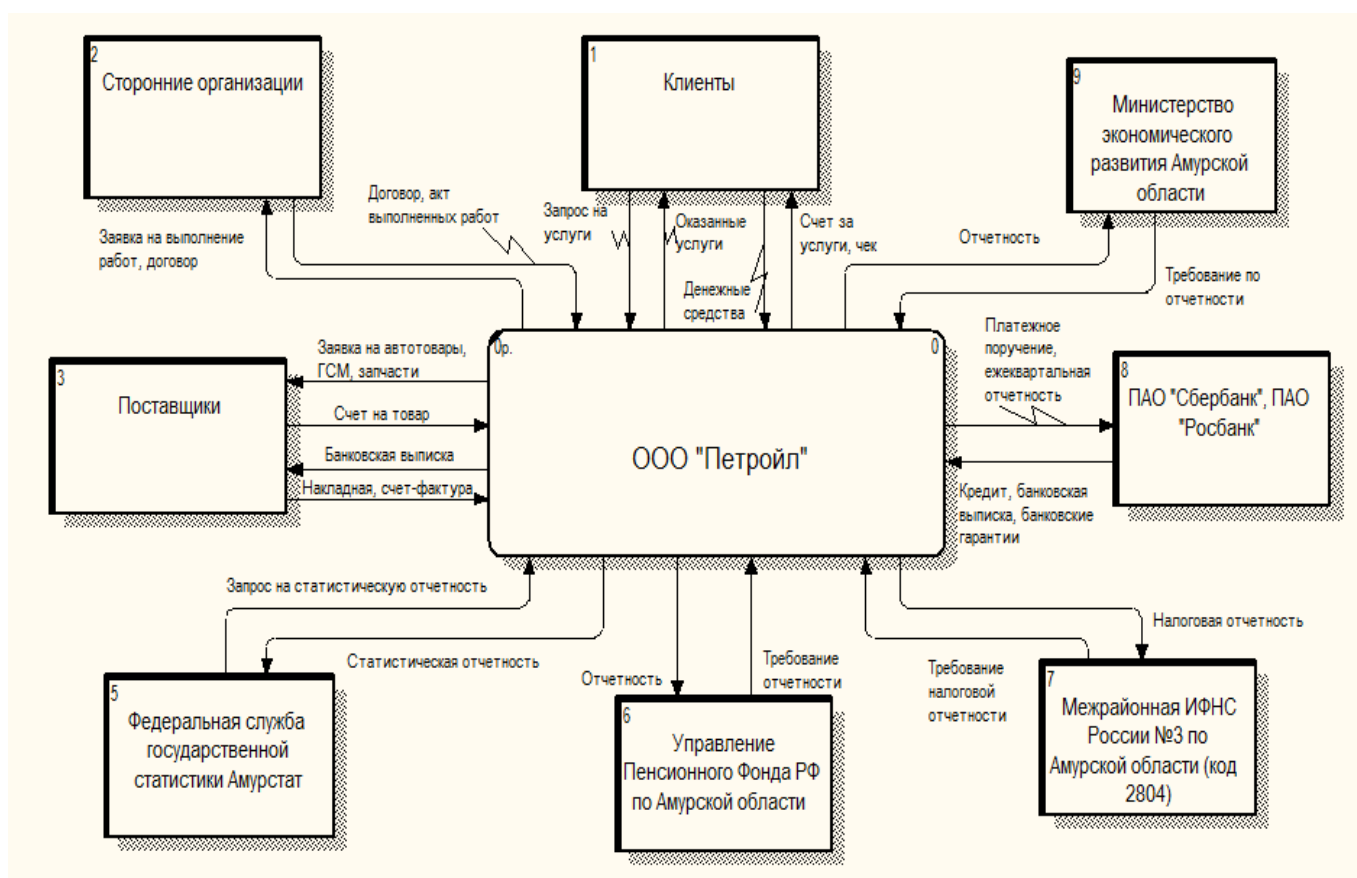 2
Сторонние организации
1
Клиенты
9
Министерство
экономического
развития Амурской
области
Договор, акт
выполненных работ
Заявка на выполнение
работ, договор
Запрос на
услуги
Оказанные
услуги
Денежные
средства
Счет за
услуги, чек
Отчетность
Требование по
отчетности
3
Поставщики
Заявка на автотовары,
ГСМ, запчасти
Счет на товар
Банковская выписка
Накладная, счет-фактура
0р.
0
ООО "Петройл"
Платежное
поручение,
ежеквартальная
отчетность
8
ПАО "Сбербанк", ПАО
"Росбанк"
Кредит, банковская
выписка, банковские
гарантии
Запрос на статистическую отчетность
Статистическая отчетность
Отчетность
Требование
отчетности
Требование
налоговой
отчетности
Налоговая отчетность
5
Федеральная служба
государственной
статистики Амурстат
6
Управление
Пенсионного Фонда РФ
по Амурской области
7
Межрайонная ИФНС
России №3 по
Амурской области (код
2804)